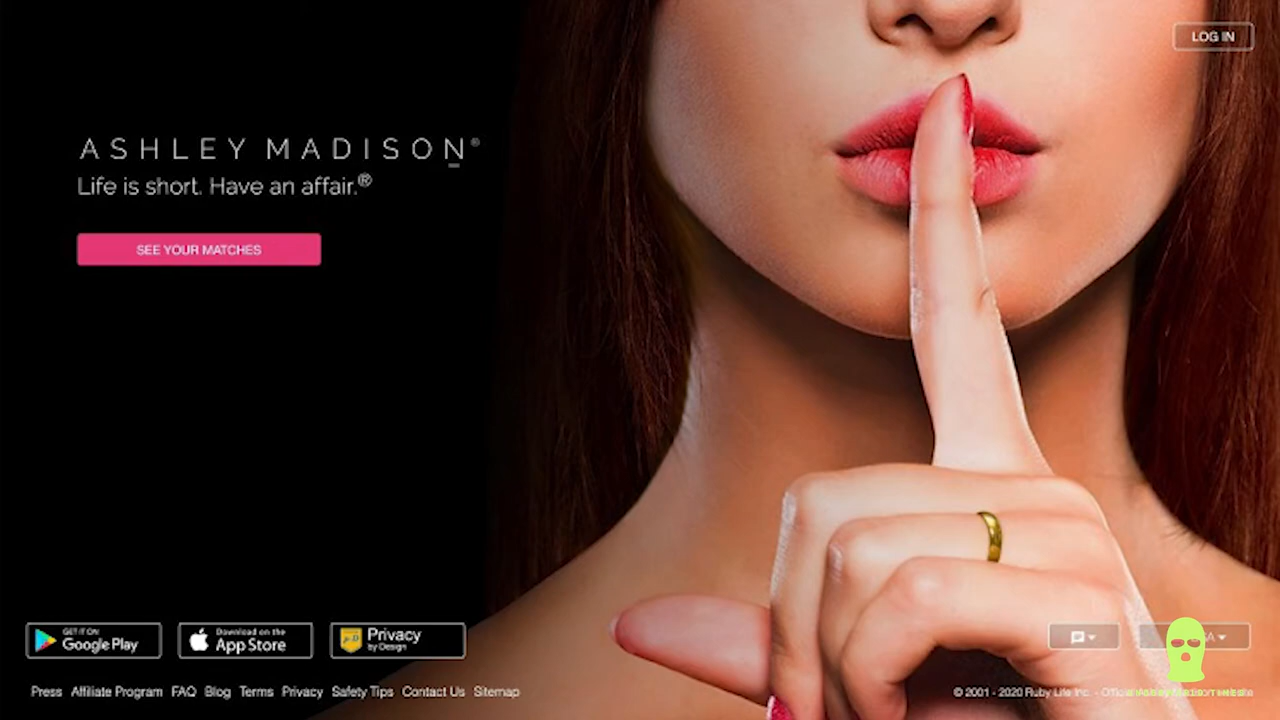 LOG IN
ASHLEY MADISON®
Life is short. Have an affair.®
SEE YOUR MATCHES
GET IT ON
Google Play
Download on the
App Store
Privacy
by Design
Press Affiliate Program FAQ Blog Terms Privacy Safety Tips Contact Us Sitemap
© 2001 - 2020 Ruby Life Inc. -